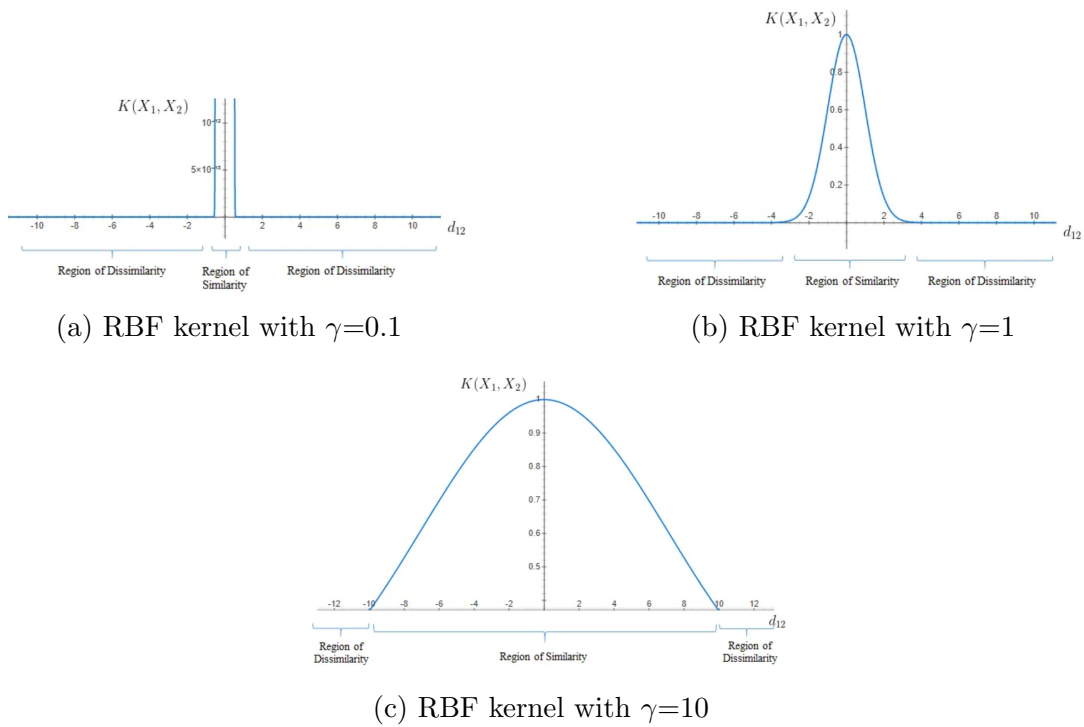 K(X₁, X₂)
10⁻¹²
5×10⁻¹³
-10 -8 -6 -4 -2 2 4 6 8 10
d₁₂
Region of Dissimilarity Region of Similarity Region of Dissimilarity
(a) RBF kernel with γ=0.1
K(X₁, X₂)
1
0.8
0.6
0.4
0.2
-10 -8 -6 -4 -2 2 4 6 8 10
d₁₂
Region of Dissimilarity Region of Similarity Region of Dissimilarity
(b) RBF kernel with γ=1
K(X₁, X₂)
1
0.9
0.8
0.7
0.6
0.5
-12 -10 -8 -6 -4 -2 2 4 6 8 10 12
d₁₂
Region of Dissimilarity Region of Similarity Region of Dissimilarity
(c) RBF kernel with γ=10